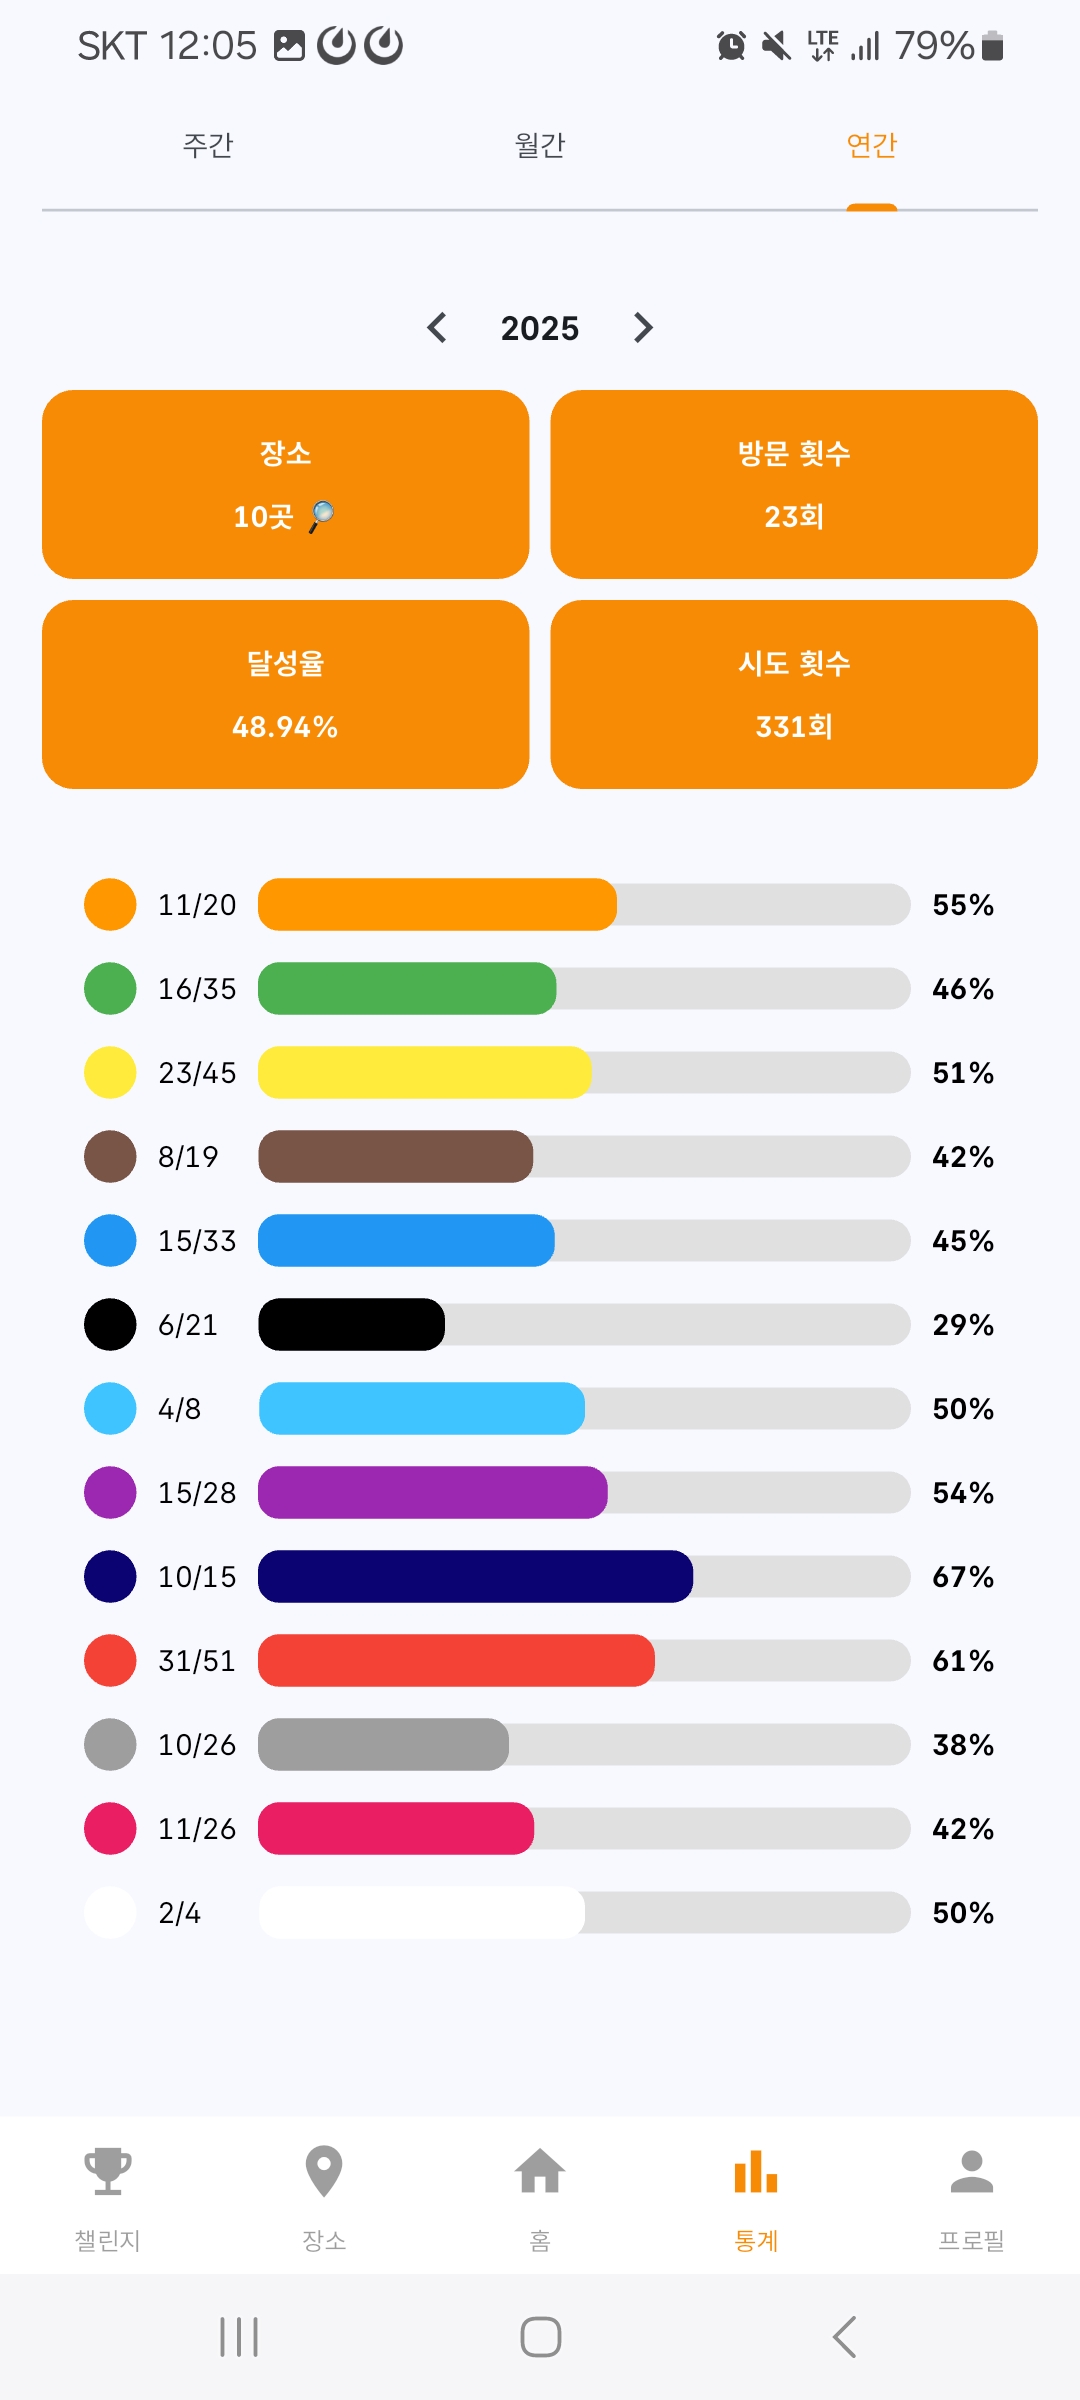 SKT 12:05 LTE 79%
주간 월간 연간
2025
장소 방문 횟수
10곳 23회
달성율 시도 횟수
48.94% 331회
11/20 55%
16/35 46%
23/45 51%
8/19 42%
15/33 45%
6/21 29%
4/8 50%
15/28 54%
10/15 67%
31/51 61%
10/26 38%
11/26 42%
2/4 50%
챌린지 장소 홈 통계 프로필